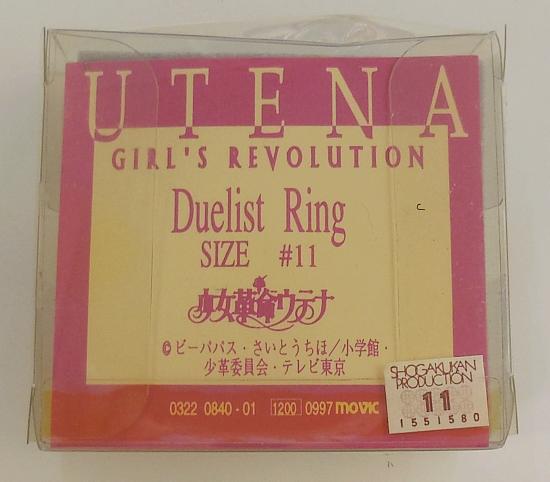 UTENA
GIRL'S REVOLUTION
Duelist Ring
SIZE #11
少女革命ウテナ
©ビーパパス・さいとうちほ／小学館・
少革委員会・テレビ東京
0322 0840-01 1200 0997 movic
SHOGAKUKAN
PRODUCTION
11
1551580